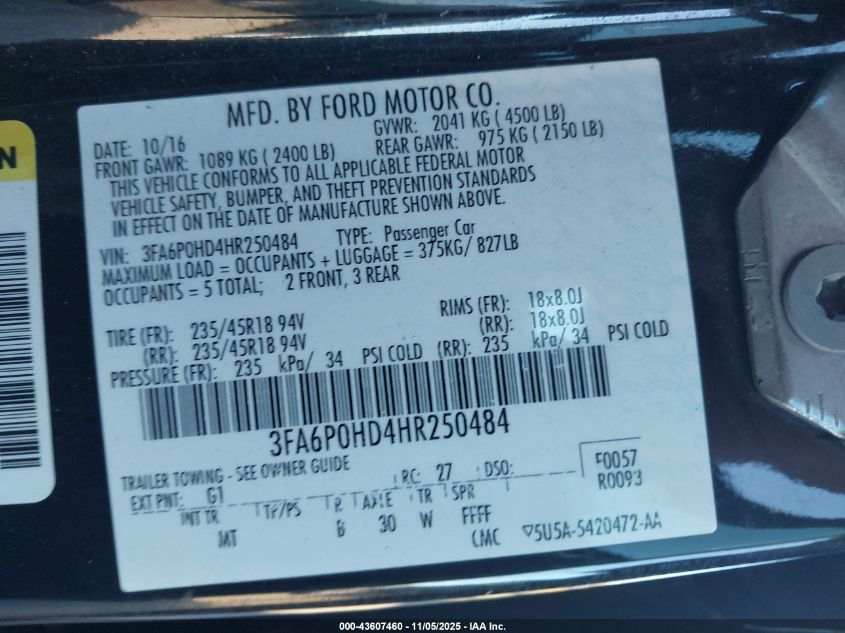 N
MFD. BY FORD MOTOR CO.
DATE: 10/16 GVWR: 2041 KG ( 4500 LB)
FRONT GAWR: 1089 KG ( 2400 LB) REAR GAWR: 975 KG ( 2150 LB)
THIS VEHICLE CONFORMS TO ALL APPLICABLE FEDERAL MOTOR
VEHICLE SAFETY, BUMPER, AND THEFT PREVENTION STANDARDS
IN EFFECT ON THE DATE OF MANUFACTURE SHOWN ABOVE.
VIN: 3FA6P0HD4HR250484 TYPE: Passenger Car
MAXIMUM LOAD = OCCUPANTS + LUGGAGE = 375KG/ 827LB
OCCUPANTS = 5 TOTAL; 2 FRONT, 3 REAR
TIRE (FR): 235/45R18 94V RIMS (FR): 18x8.0J
(RR): 235/45R18 94V (RR): 18x8.0J
PRESSURE (FR): 235 kPa/ 34 PSI COLD (RR): 235 kPa/ 34 PSI COLD
3FA6P0HD4HR250484
TRAILER TOWING - SEE OWNER GUIDE
RC: 27 DSO: F0057
EXT PNT: G1 R0093
INT TR TP/PS R AXLE TR SPR
MT B 30 W FFFF
CMC ▽5U5A-5420472-AA
000-43607460 - 11/05/2025 - IAA Inc.